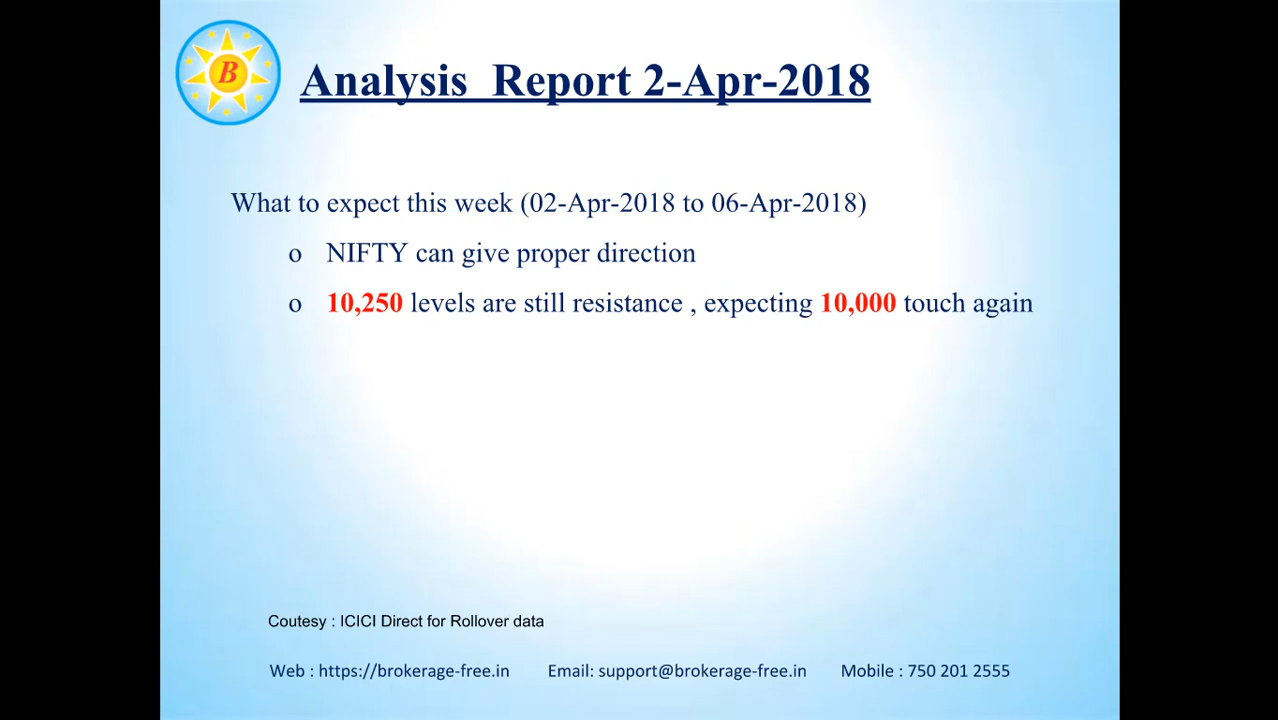 B
Analysis Report 2-Apr-2018
What to expect this week (02-Apr-2018 to 06-Apr-2018)
o NIFTY can give proper direction
o 10,250 levels are still resistance , expecting 10,000 touch again
Coutesy : ICICI Direct for Rollover data
Web : https://brokerage-free.in Email: support@brokerage-free.in Mobile : 750 201 2555